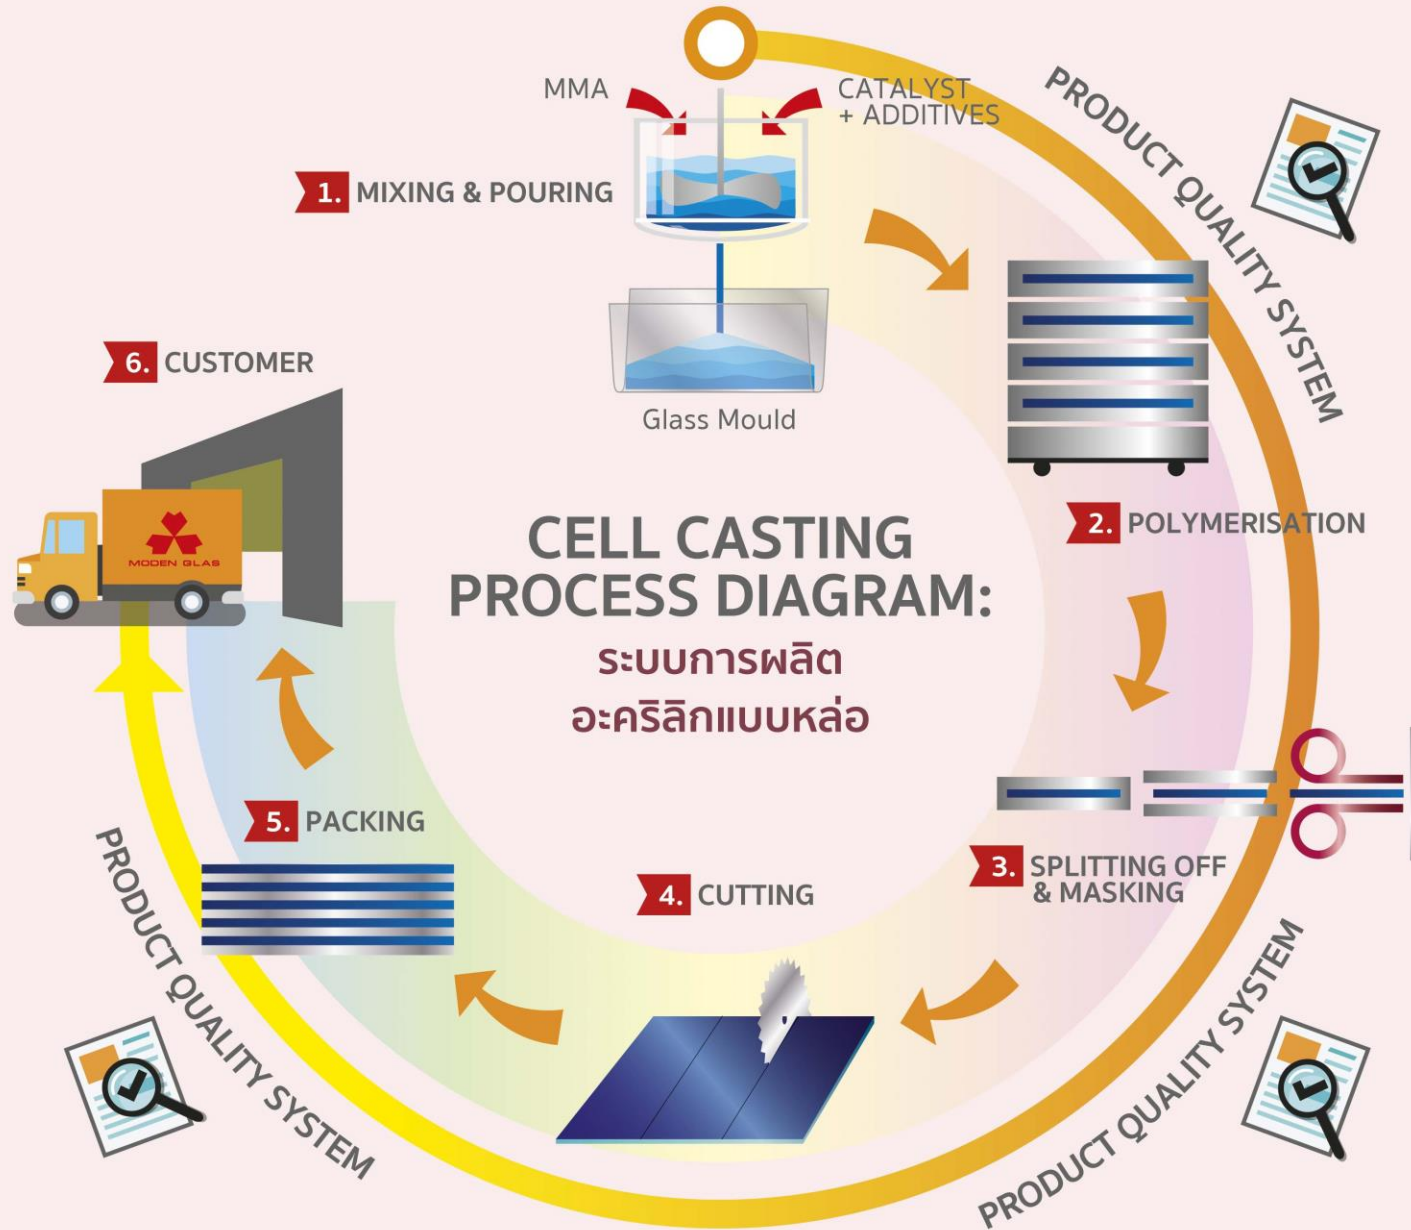 MMA
CATALYST
+ ADDITIVES
1. MIXING & POURING
Glass Mould
PRODUCT QUALITY SYSTEM
2. POLYMERISATION
6. CUSTOMER
MODEN GLAS
CELL CASTING
PROCESS DIAGRAM:
ระบบการผลิต
อะคริลิกแบบหล่อ
3. SPLITTING OFF
& MASKING
4. CUTTING
5. PACKING
PRODUCT QUALITY SYSTEM
PRODUCT QUALITY SYSTEM